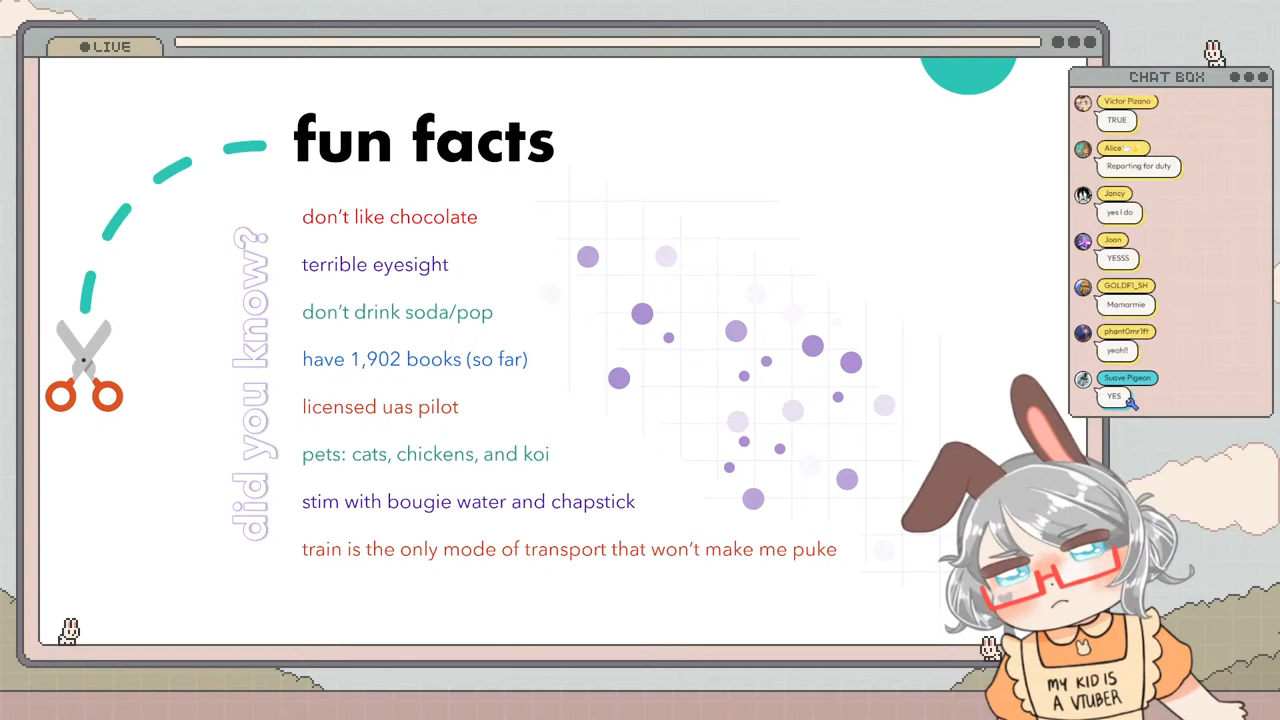 LIVE
fun facts
did you know?
don't like chocolate
terrible eyesight
don't drink soda/pop
have 1,902 books (so far)
licensed uas pilot
pets: cats, chickens, and koi
stim with bougie water and chapstick
train is the only mode of transport that won't make me puke
CHAT BOX
Victor Pizano
TRUE
Alice
Reporting for duty
Jancy
yes I do
Joon
YESSS
GOLDF1_SH
Mamarmie
phant0mr1ft
yeah!!
Suave Pigeon
YES
MY KID IS
A VTUBER